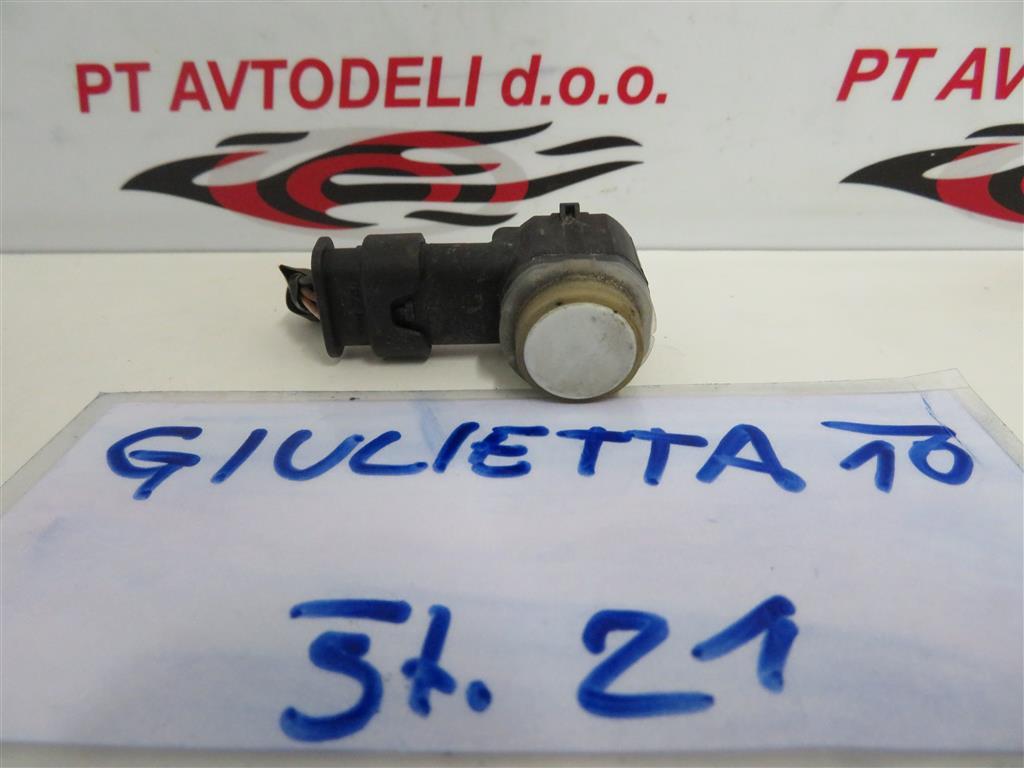 PT AVTODELI d.o.o.
PT AV
GIULIETTA 10
Št. 21